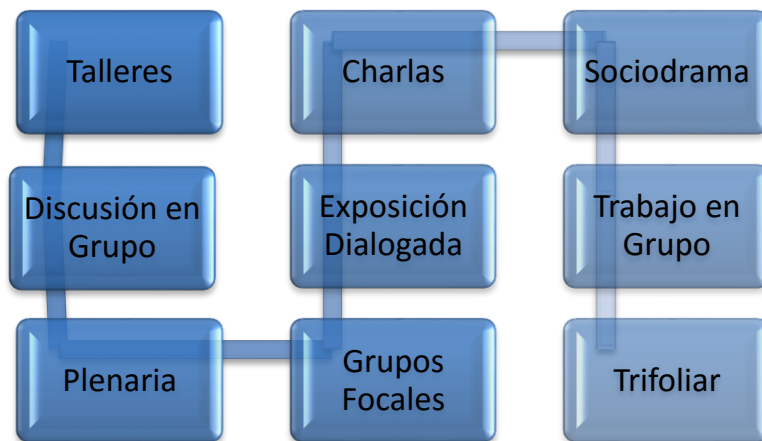 Talleres
Discusión en
Grupo
Plenaria
Grupos
Focales
Exposición
Dialogada
Charlas
Sociodrama
Trabajo en
Grupo
Trifoliar